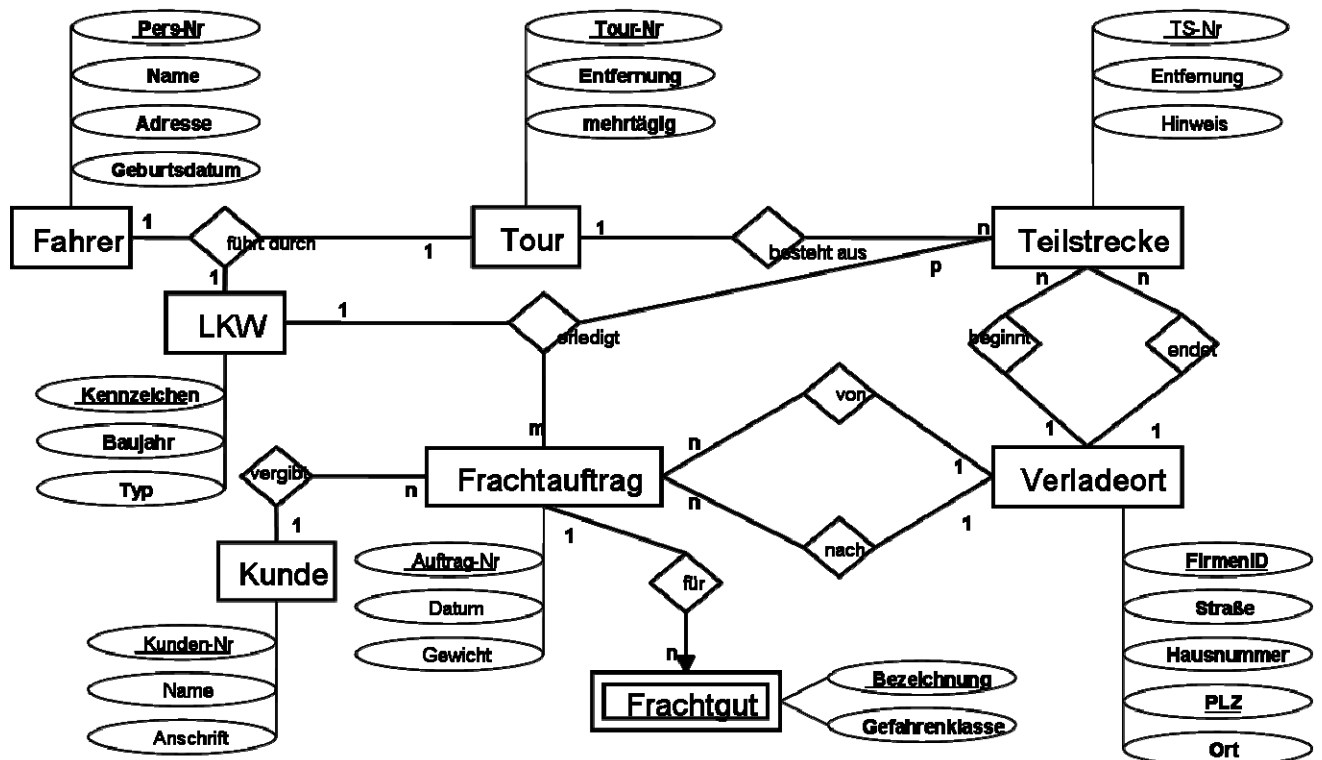 Pers-Nr
Name
Adresse
Geburtsdatum
Tour-Nr
Entfernung
mehrtägig
TS-Nr
Entfernung
Hinweis
Fahrer
1
führt durch
1
1
Tour
1
besteht aus
n
Teilstrecke
p
n
n
LKW
1
erledigt
m
beginnt
endet
1
1
Kennzeichen
Baujahr
Typ
vergibt
n
1
Frachtauftrag
n
von
1
n
nach
1
1
Verladeort
Kunde
Kunden-Nr
Name
Anschrift
Auftrag-Nr
Datum
Gewicht
für
n
Frachtgut
Bezeichnung
Gefahrenklasse
FirmenID
Straße
Hausnummer
PLZ
Ort